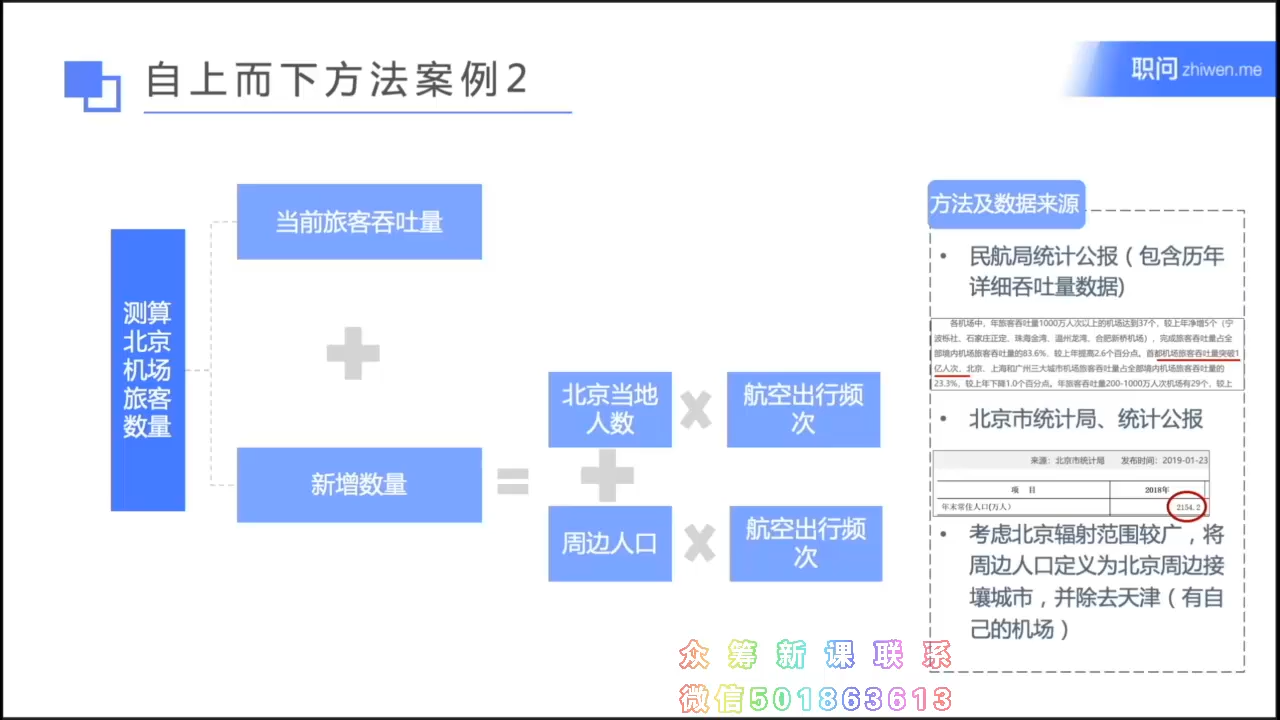 自上而下方法案例2
职问 zhiwen.me
测算
北京
机场
旅客
数量
当前旅客吞吐量
新增数量
北京当地
人数
航空出行频
次
周边人口
航空出行频
次
方法及数据来源
• 民航局统计公报（包含历年
详细吞吐量数据)
各机场中，年旅客吞吐量1000万人次以上的机场达到37个，较上年净增5个（宁
波栎社、石家庄正定、珠海金湾、温州龙湾、合肥新桥机场），完成旅客吞吐量占全
部境内机场旅客吞吐量的83.6%，较上年提高2.6个百分点。首都机场旅客吞吐量突破1
亿人次，北京、上海和广州三大城市机场旅客吞吐量占全部境内机场旅客吞吐量的
23.3%，较上年下降1.0个百分点。年旅客吞吐量200-1000万人次机场有29个，较上
• 北京市统计局、统计公报
来源：北京市统计局 发布时间：2019-01-23
项 目 2018年
年末常住人口(万人) 2154.2
• 考虑北京辐射范围较广，将
周边人口定义为北京周边接
壤城市，并除去天津（有自
己的机场）
众筹新课联系
微信501863613